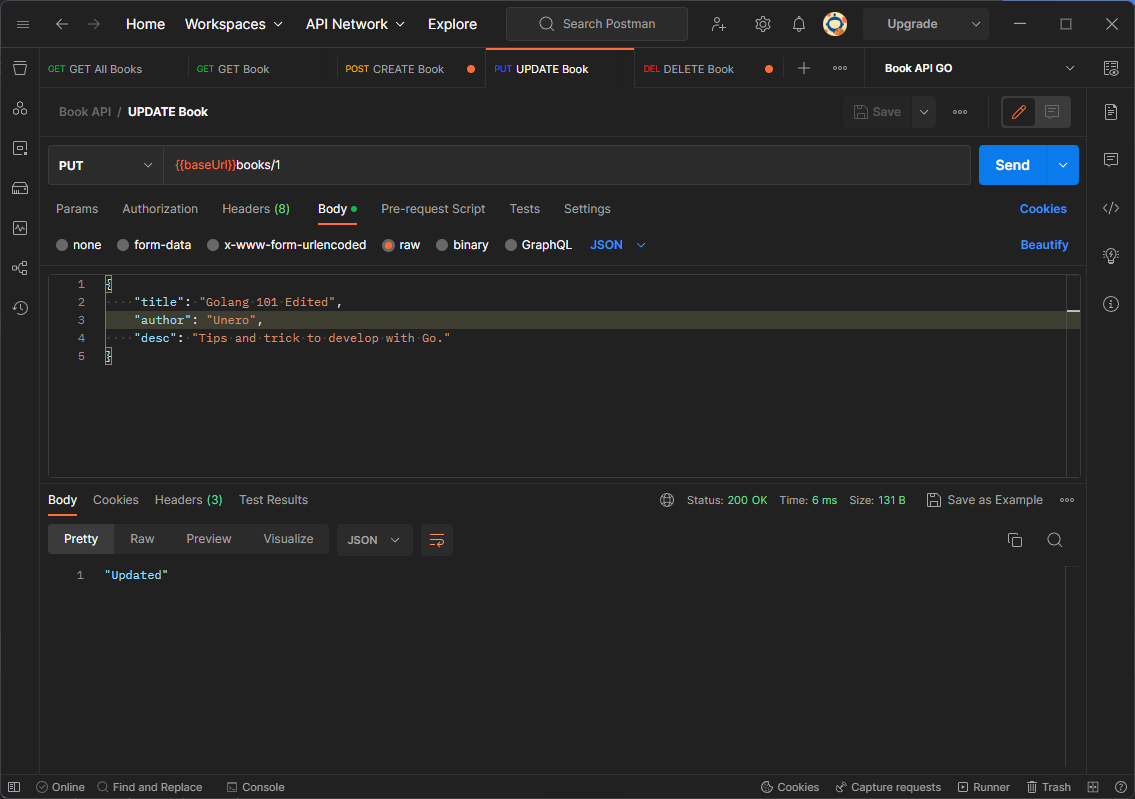 Home Workspaces API Network Explore Search Postman Upgrade
GET GET All Books GET GET Book POST CREATE Book PUT UPDATE Book DEL DELETE Book Book API GO
Book API / UPDATE Book Save
PUT {{baseUrl}}books/1 Send
Params Authorization Headers (8) Body Pre-request Script Tests Settings Cookies
none form-data x-www-form-urlencoded raw binary GraphQL JSON Beautify
1 {
2 "title": "Golang 101 Edited",
3 "author": "Unero",
4 "desc": "Tips and trick to develop with Go."
5 }
Body Cookies Headers (3) Test Results Status: 200 OK Time: 6 ms Size: 131 B Save as Example
Pretty Raw Preview Visualize JSON
1 "Updated"
Online Find and Replace Console Cookies Capture requests Runner Trash